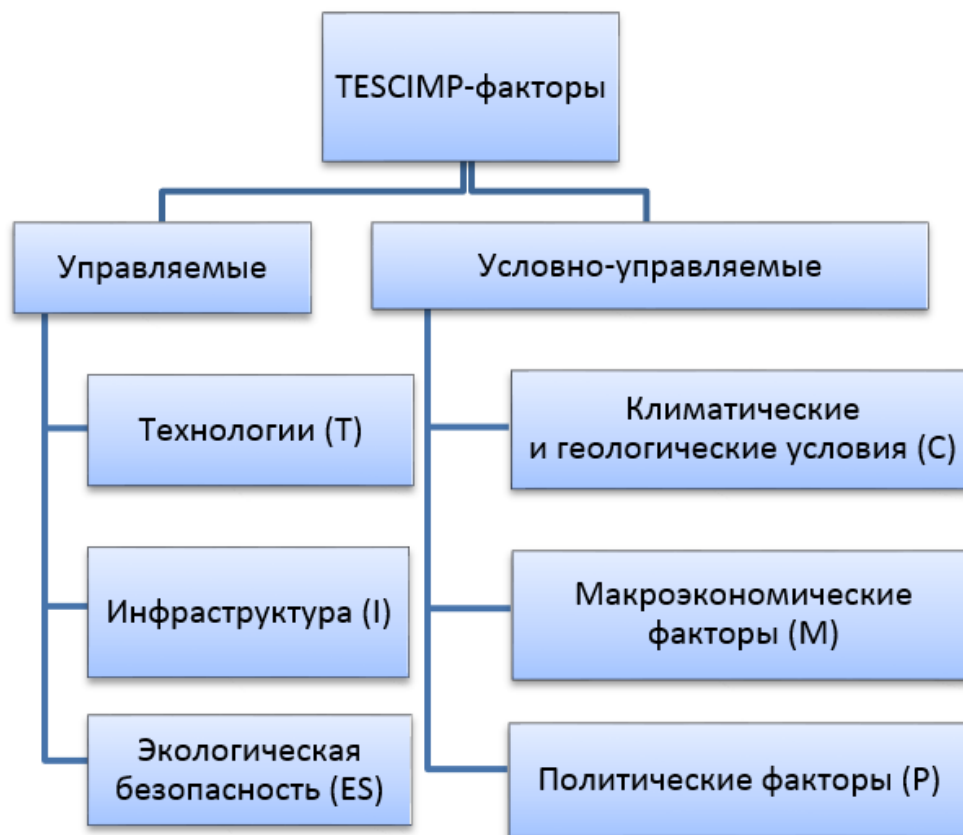 TESCIMP-факторы
Управляемые
Технологии (T)
Инфраструктура (I)
Экологическая
безопасность (ES)
Условно-управляемые
Климатические
и геологические условия (C)
Макроэкономические
факторы (M)
Политические факторы (P)